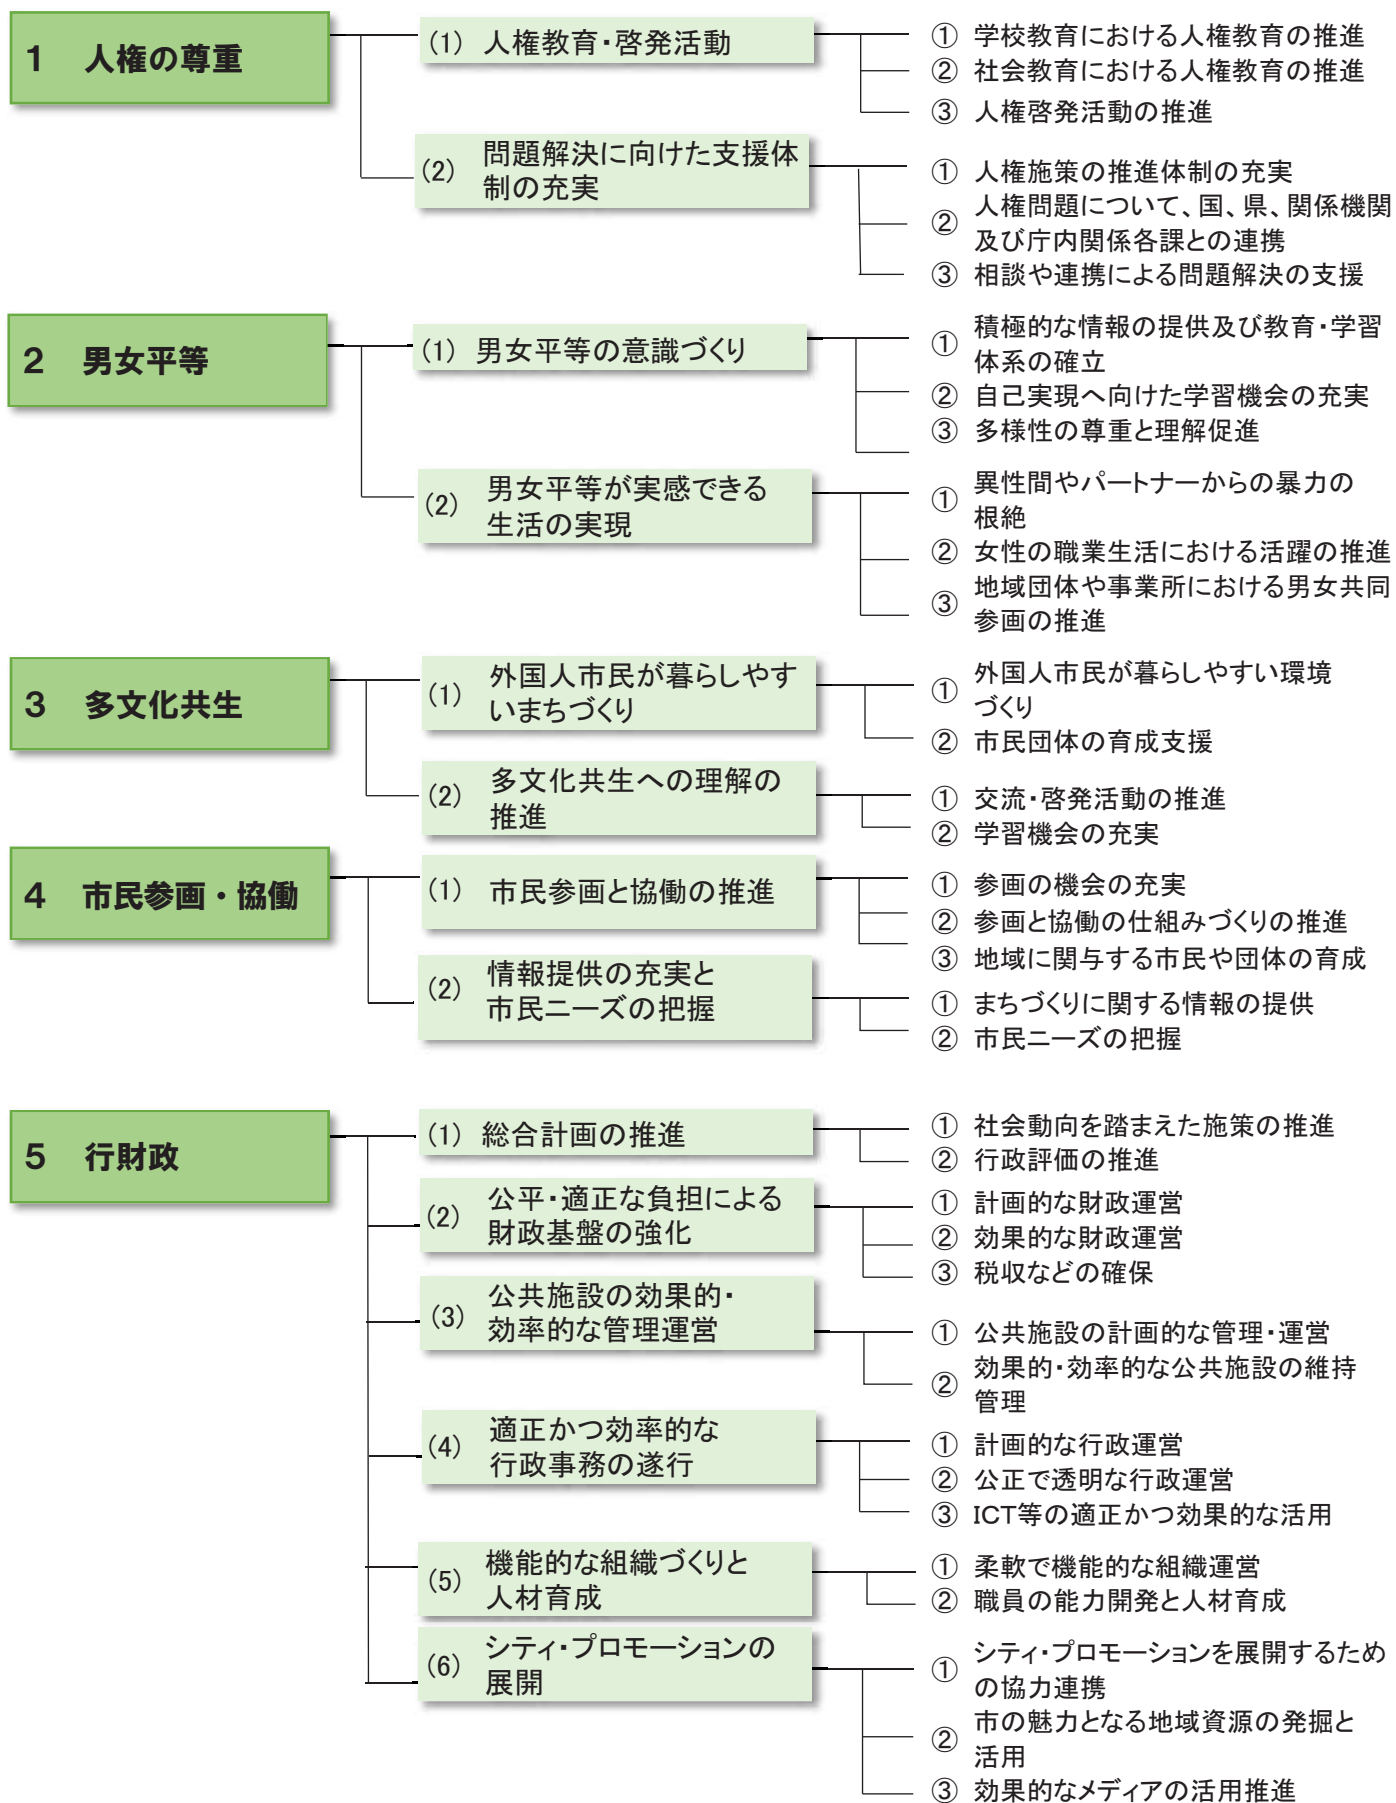 1 人権の尊重
(1) 人権教育・啓発活動
① 学校教育における人権教育の推進
② 社会教育における人権教育の推進
③ 人権啓発活動の推進
(2) 問題解決に向けた支援体
制の充実
① 人権施策の推進体制の充実
② 人権問題について、国、県、関係機関
及び庁内関係各課との連携
③ 相談や連携による問題解決の支援
2 男女平等
(1) 男女平等の意識づくり
① 積極的な情報の提供及び教育・学習
体系の確立
② 自己実現へ向けた学習機会の充実
③ 多様性の尊重と理解促進
(2) 男女平等が実感できる
生活の実現
① 異性間やパートナーからの暴力の
根絶
② 女性の職業生活における活躍の推進
③ 地域団体や事業所における男女共同
参画の推進
3 多文化共生
(1) 外国人市民が暮らしやす
いまちづくり
① 外国人市民が暮らしやすい環境
づくり
② 市民団体の育成支援
(2) 多文化共生への理解の
推進
① 交流・啓発活動の推進
② 学習機会の充実
4 市民参画・協働
(1) 市民参画と協働の推進
① 参画の機会の充実
② 参画と協働の仕組みづくりの推進
③ 地域に関与する市民や団体の育成
(2) 情報提供の充実と
市民ニーズの把握
① まちづくりに関する情報の提供
② 市民ニーズの把握
5 行財政
(1) 総合計画の推進
① 社会動向を踏まえた施策の推進
② 行政評価の推進
(2) 公平・適正な負担による
財政基盤の強化
① 計画的な財政運営
② 効果的な財政運営
③ 税収などの確保
(3) 公共施設の効果的・
効率的な管理運営
① 公共施設の計画的な管理・運営
② 効果的・効率的な公共施設の維持
管理
(4) 適正かつ効率的な
行政事務の遂行
① 計画的な行政運営
② 公正で透明な行政運営
③ ICT等の適正かつ効果的な活用
(5) 機能的な組織づくりと
人材育成
① 柔軟で機能的な組織運営
② 職員の能力開発と人材育成
(6) シティ・プロモーションの
展開
① シティ・プロモーションを展開するため
の協力連携
② 市の魅力となる地域資源の発掘と
活用
③ 効果的なメディアの活用推進